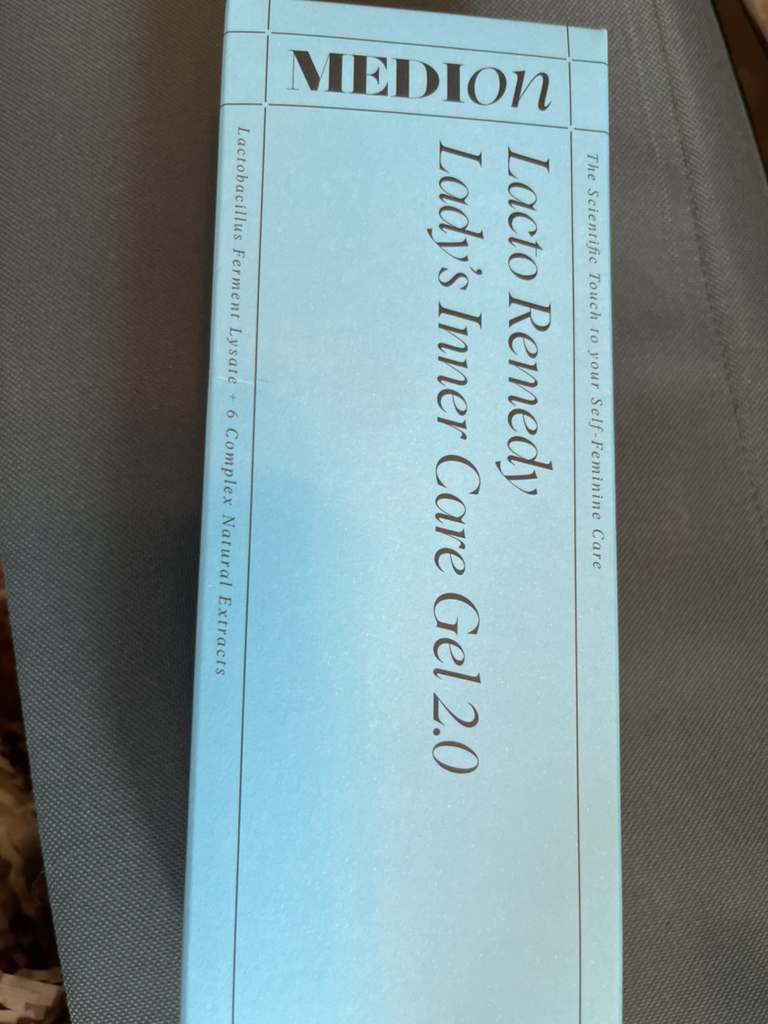 MEDIon
The Scientific Touch to your Self-Feminine Care
Lacto Remedy
Lady's Inner Care Gel 2.0
Lactobacillus Ferment Lysate + 6 Complex Natural Extracts